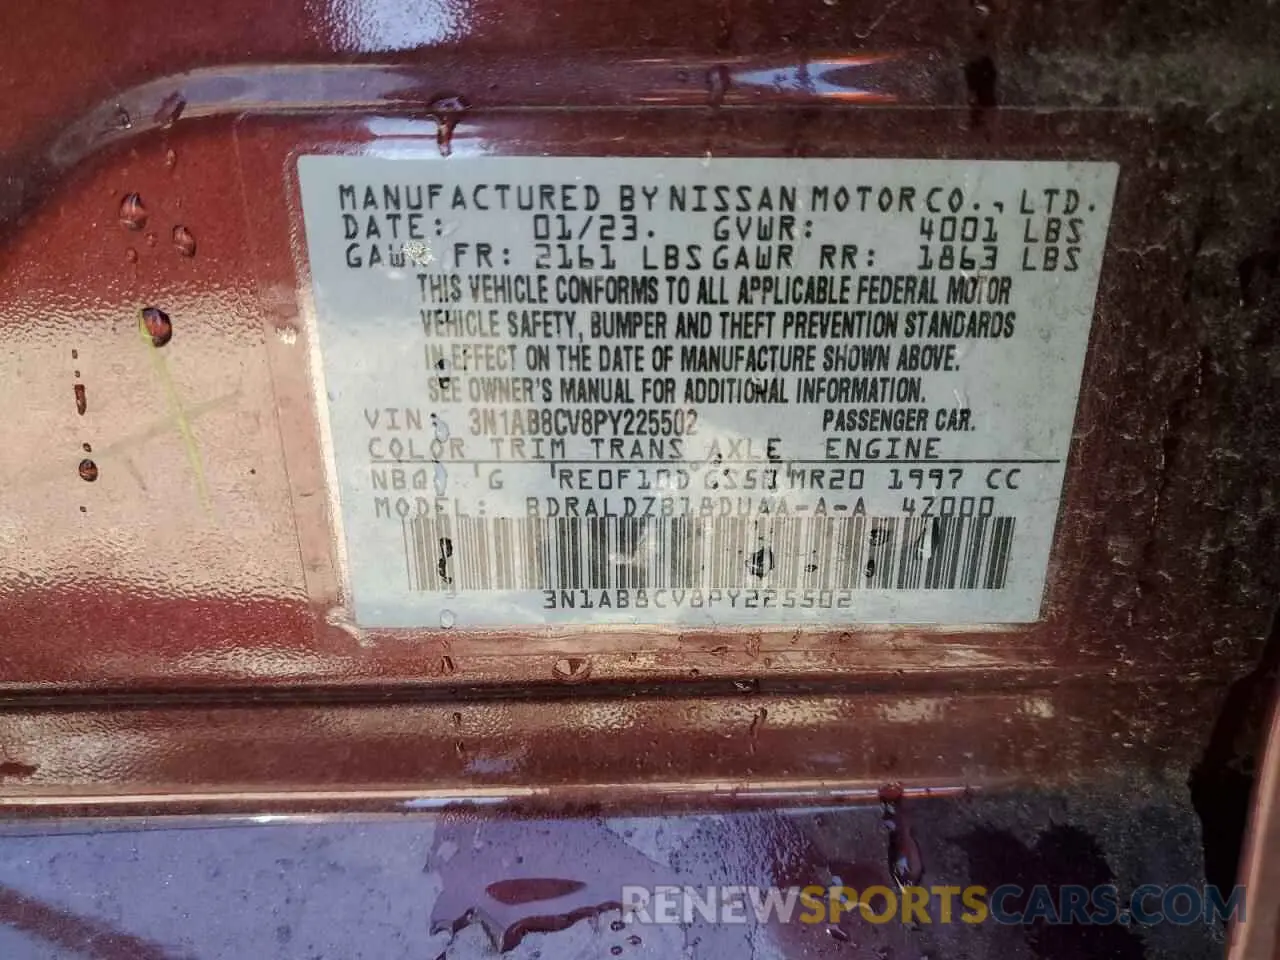 MANUFACTURED BY NISSAN MOTOR CO., LTD.
DATE: 01/23. GVWR: 4001 LBS
GAWR FR: 2161 LBS GAWR RR: 1863 LBS
THIS VEHICLE CONFORMS TO ALL APPLICABLE FEDERAL MOTOR
VEHICLE SAFETY, BUMPER AND THEFT PREVENTION STANDARDS
IN EFFECT ON THE DATE OF MANUFACTURE SHOWN ABOVE.
SEE OWNER'S MANUAL FOR ADDITIONAL INFORMATION.
VIN: 3N1AB8CV8PY225502 PASSENGER CAR.
COLOR TRIM TRANS AXLE ENGINE
NBQ G RE0F10D MR20 1997 CC
MODEL: 47000
3N1AB8CV8PY225502
RENEWSPORTSCARS.COM